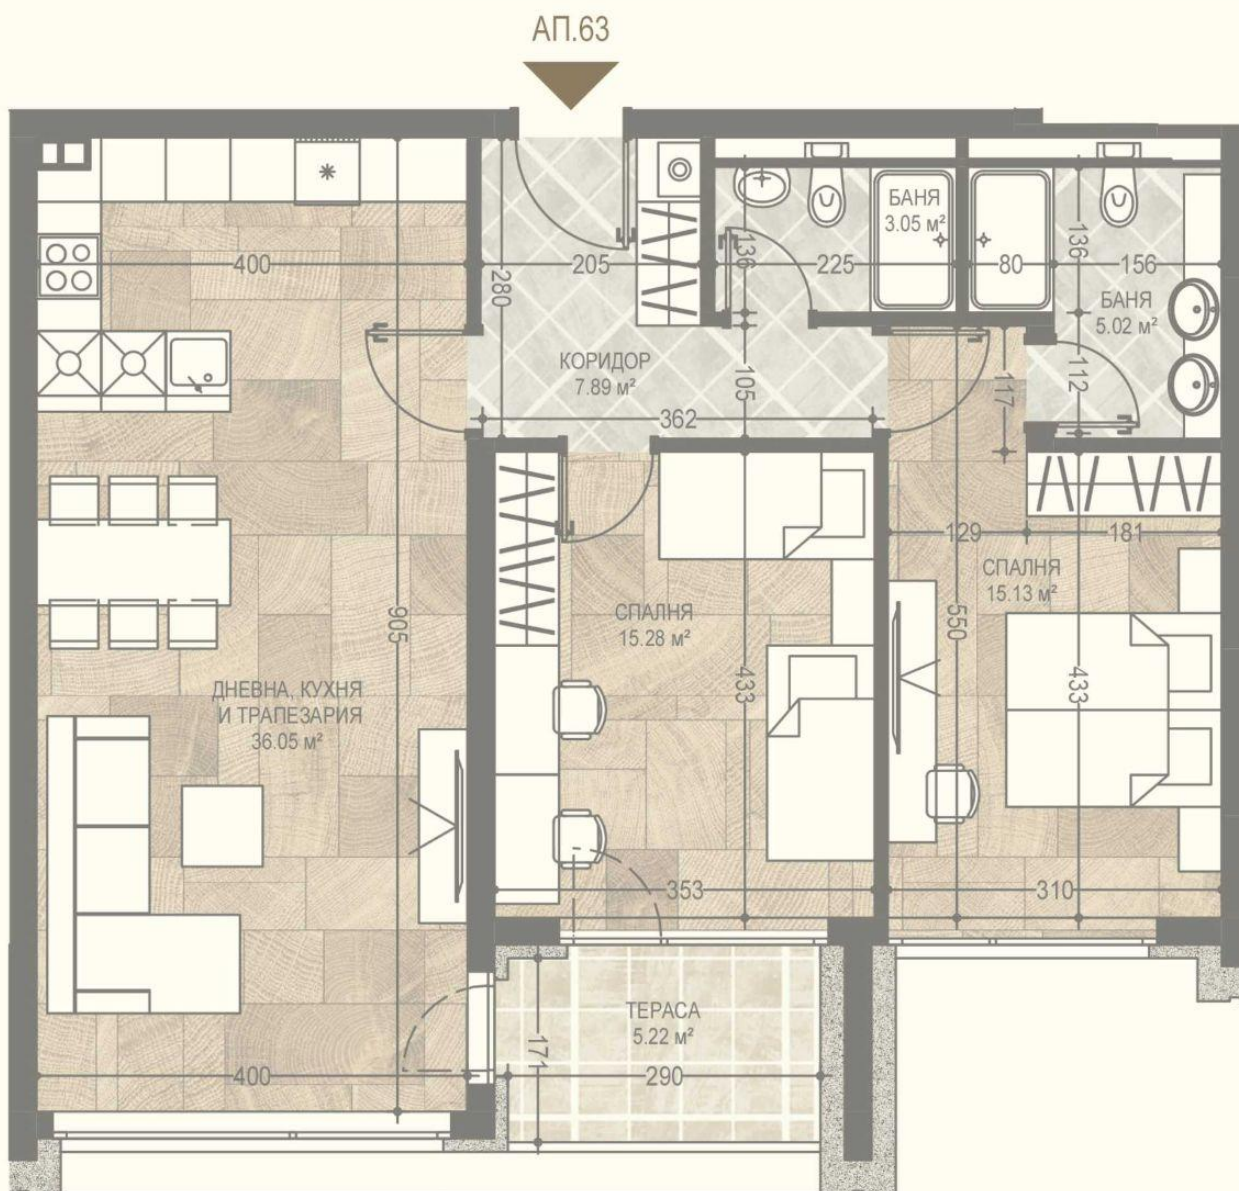 АП.63
БАНЯ
3.05 м²
400
205
280
136
225
80
136
156
БАНЯ
5.02 м²
КОРИДОР
7.89 м²
105
117
112
362
129
181
СПАЛНЯ
15.13 м²
СПАЛНЯ
15.28 м²
905
550
433
433
ДНЕВНА, КУХНЯ
И ТРАПЕЗАРИЯ
36.05 м²
353
310
ТЕРАСА
5.22 м²
171
400
290